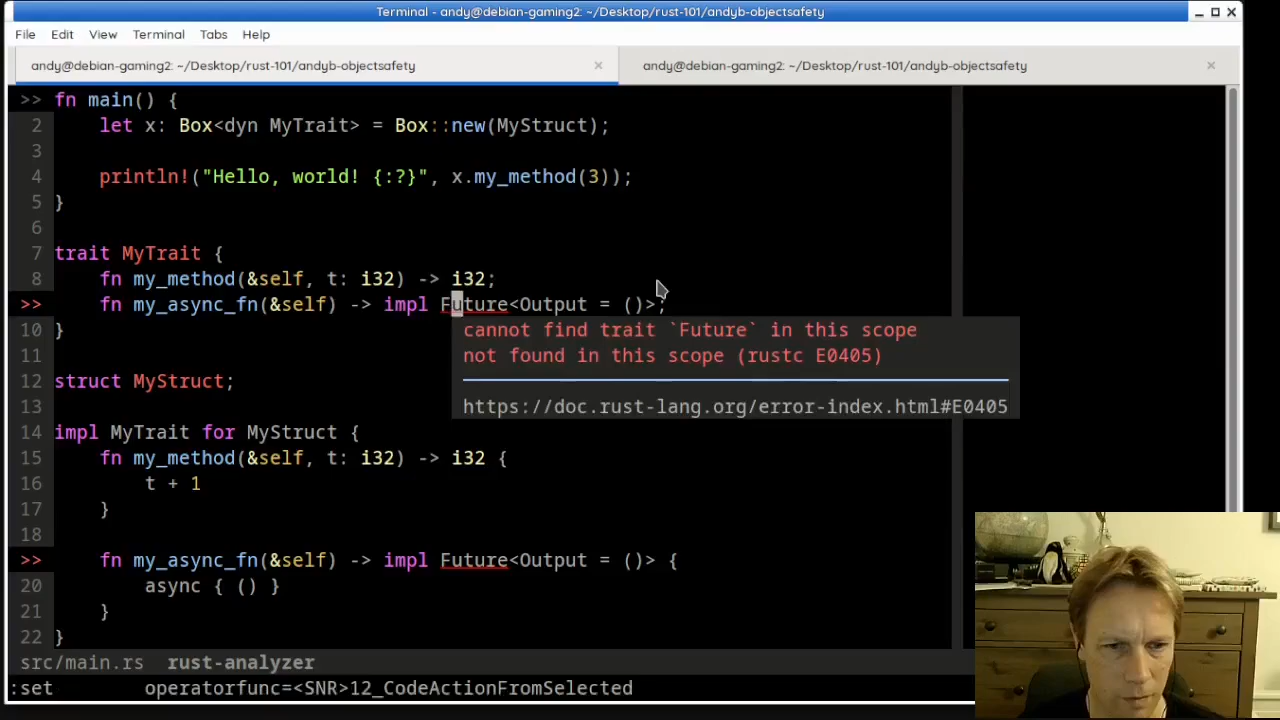 Terminal - andy@debian-gaming2: ~/Desktop/rust-101/andyb-objectsafety
File Edit View Terminal Tabs Help
andy@debian-gaming2: ~/Desktop/rust-101/andyb-objectsafety × andy@debian-gaming2: ~/Desktop/rust-101/andyb-objectsafety ×
>> fn main() {
2     let x: Box<dyn MyTrait> = Box::new(MyStruct);
3
4     println!("Hello, world! {:?}", x.my_method(3));
5 }
6
7 trait MyTrait {
8     fn my_method(&self, t: i32) -> i32;
>>     fn my_async_fn(&self) -> impl Future<Output = ()>;
10 }
cannot find trait `Future` in this scope
11
not found in this scope (rustc E0405)
12 struct MyStruct;
13
https://doc.rust-lang.org/error-index.html#E0405
14 impl MyTrait for MyStruct {
15     fn my_method(&self, t: i32) -> i32 {
16         t + 1
17     }
18
>>     fn my_async_fn(&self) -> impl Future<Output = ()> {
20         async { () }
21     }
22 }
src/main.rs  rust-analyzer
:set        operatorfunc=<SNR>12_CodeActionFromSelected